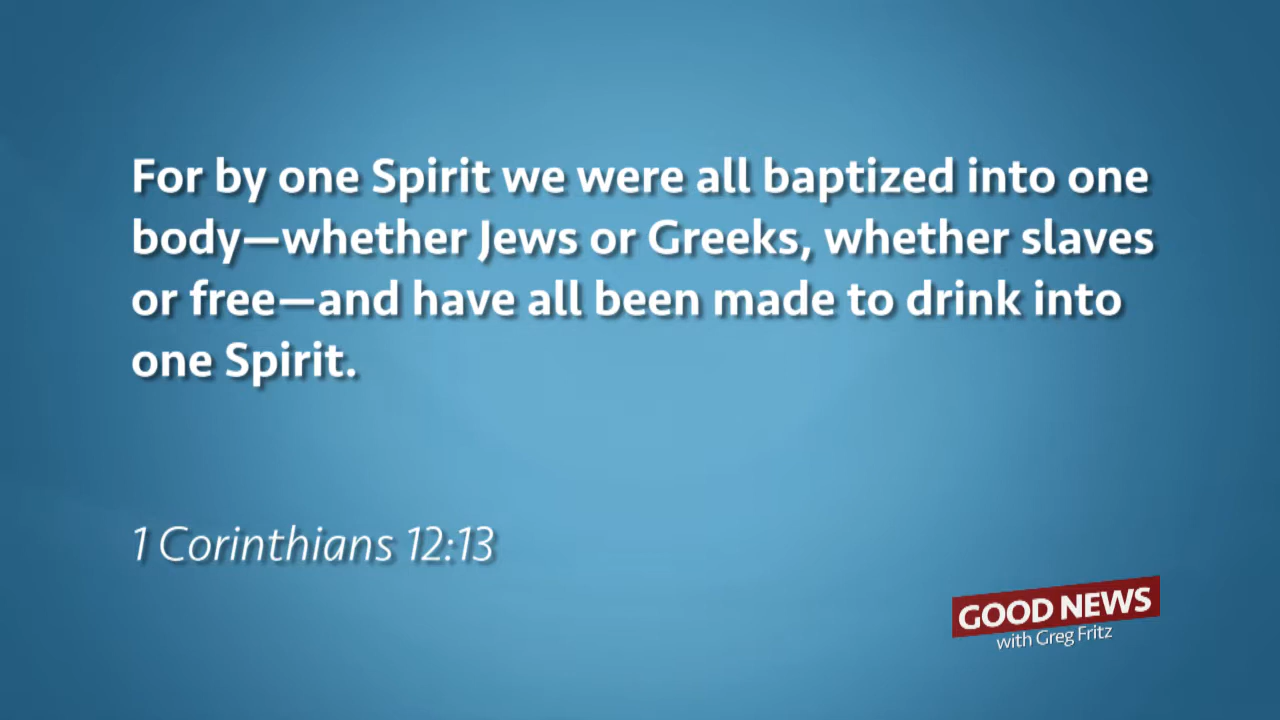 For by one Spirit we were all baptized into one
body—whether Jews or Greeks, whether slaves
or free—and have all been made to drink into
one Spirit.
1 Corinthians 12:13
GOOD NEWS
with Greg Fritz